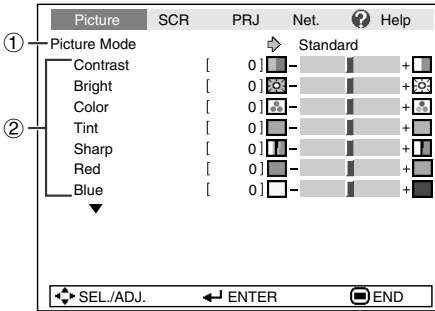 Picture SCR PRJ Net. Help
① Picture Mode Standard
② Contrast [ 0 ] - +
Bright [ 0 ] - +
Color [ 0 ] - +
Tint [ 0 ] - +
Sharp [ 0 ] - +
Red [ 0 ] - +
Blue [ 0 ] - +
SEL./ADJ. ENTER END